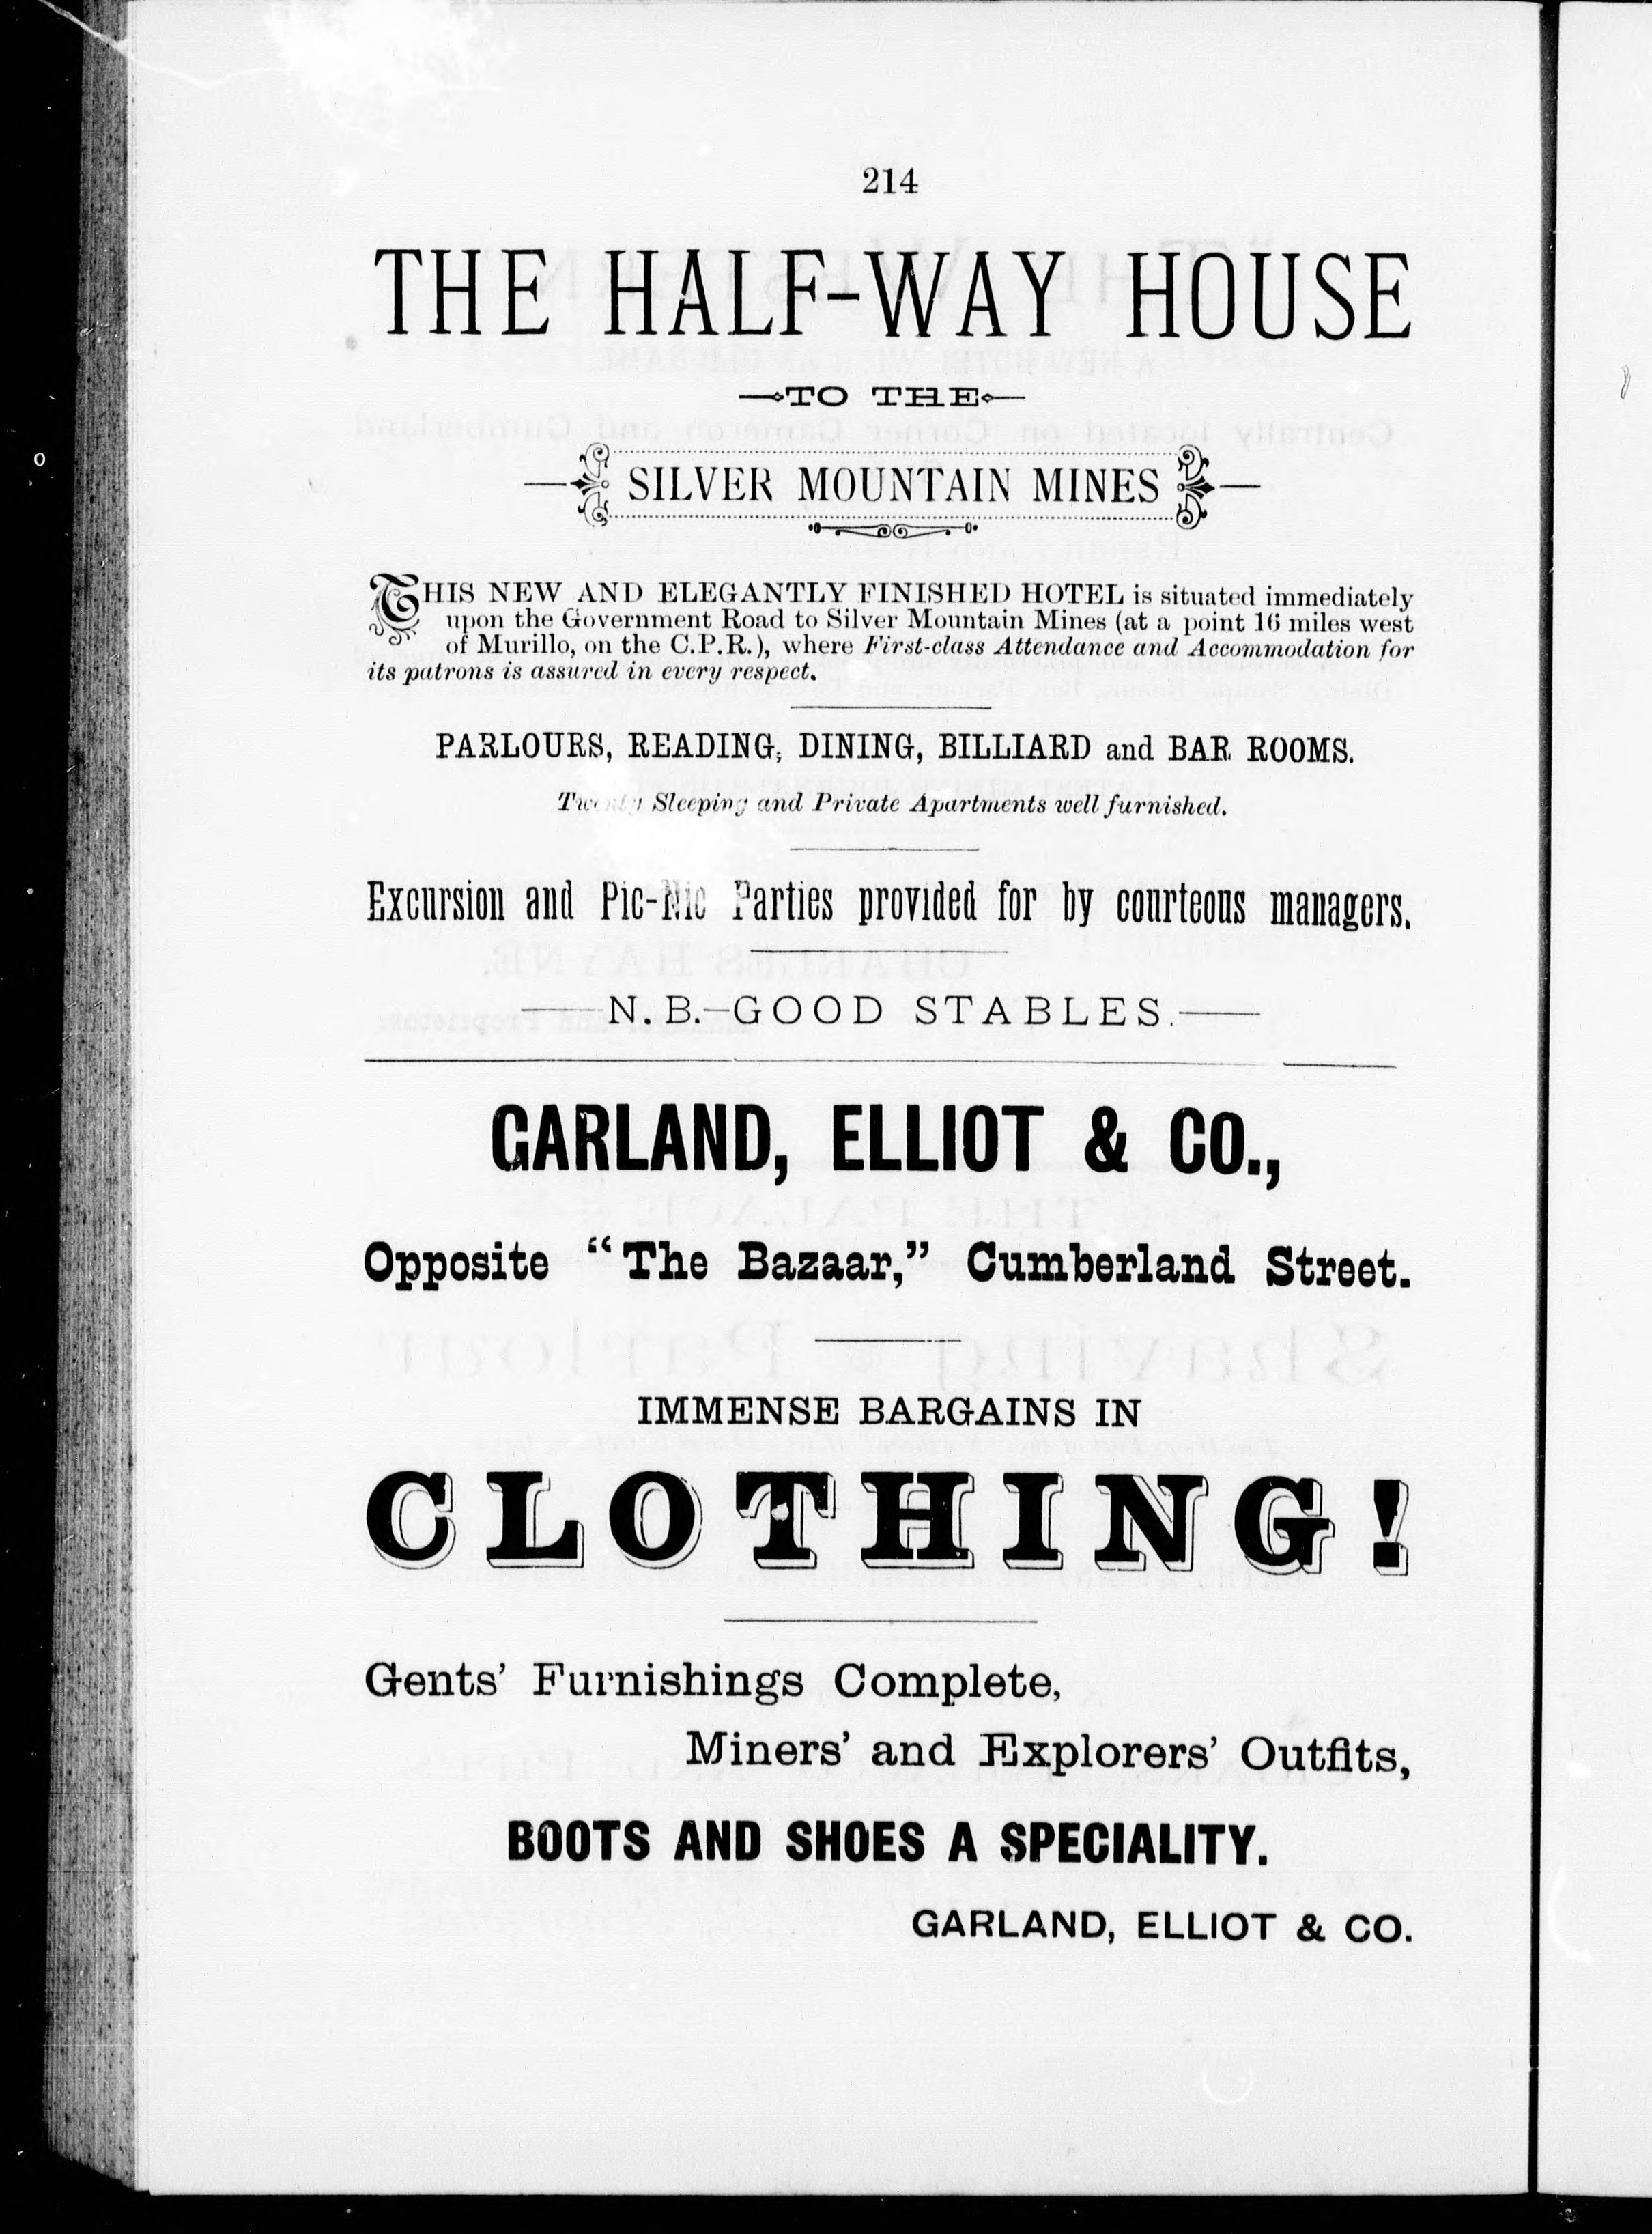 214
THE HALF-WAY HOUSE
TO THE
SILVER MOUNTAIN MINES
THIS NEW AND ELEGANTLY FINISHED HOTEL is situated immediately
upon the Government Road to Silver Mountain Mines (at a point 16 miles west
of Murillo, on the C.P.R.), where First-class Attendance and Accommodation for
its patrons is assured in every respect.
PARLOURS, READING, DINING, BILLIARD and BAR ROOMS.
Twenty Sleeping and Private Apartments well furnished.
Excursion and Pic-Nic Parties provided for by courteous managers.
N. B.—GOOD STABLES.
GARLAND, ELLIOT & CO.,
Opposite “The Bazaar,” Cumberland Street.
IMMENSE BARGAINS IN
CLOTHING!
Gents’ Furnishings Complete,
Miners’ and Explorers’ Outfits,
BOOTS AND SHOES A SPECIALITY.
GARLAND, ELLIOT & CO.